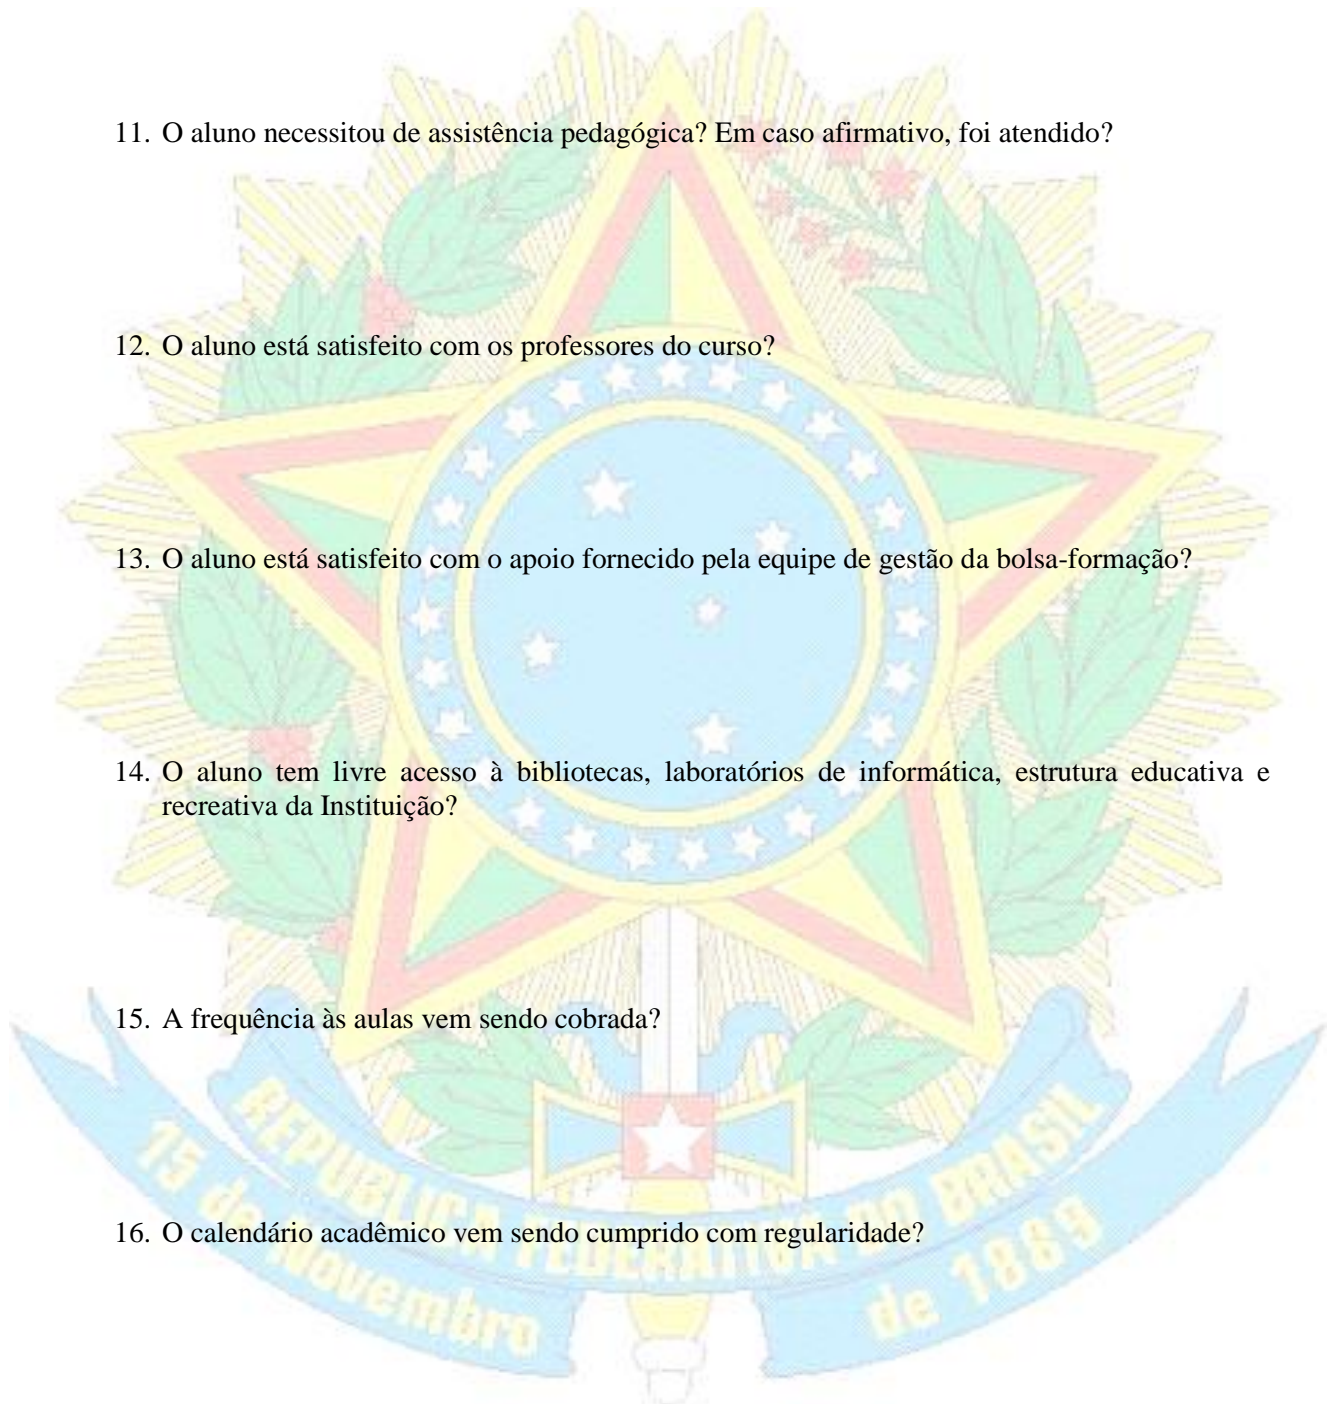 11. O aluno necessitou de assistência pedagógica? Em caso afirmativo, foi atendido?
12. O aluno está satisfeito com os professores do curso?
13. O aluno está satisfeito com o apoio fornecido pela equipe de gestão da bolsa-formação?
14. O aluno tem livre acesso à bibliotecas, laboratórios de informática, estrutura educativa e
recreativa da Instituição?
15. A frequência às aulas vem sendo cobrada?
REPUBLICA FEDERATIVA DO BRASIL
16. O calendário acadêmico vem sendo cumprido com regularidade?
15 de Novembro
de 1889